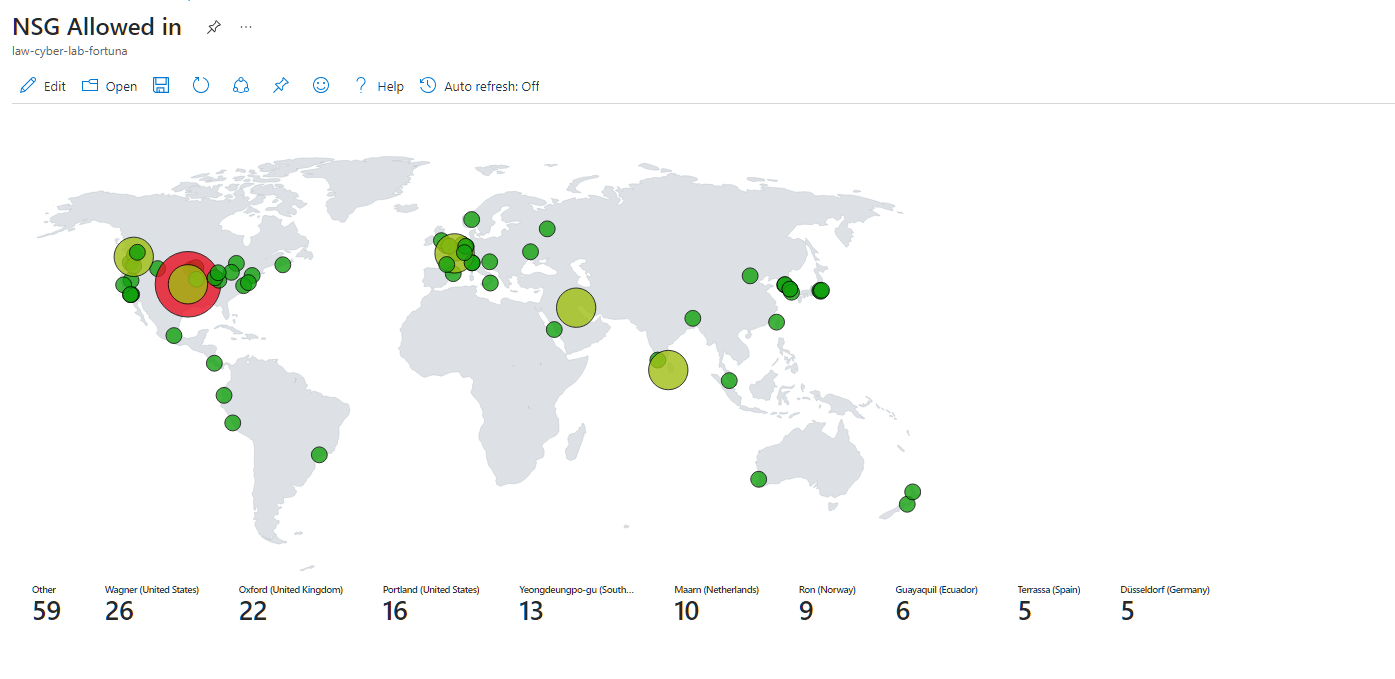 NSG Allowed in
law-cyber-lab-fortuna
Edit Open Help Auto refresh: Off
Other Wagner (United States) Oxford (United Kingdom) Portland (United States) Yeongdeungpo-gu (South... Maarn (Netherlands) Ron (Norway) Guayaquil (Ecuador) Terrassa (Spain) Düsseldorf (Germany)
59 26 22 16 13 10 9 6 5 5